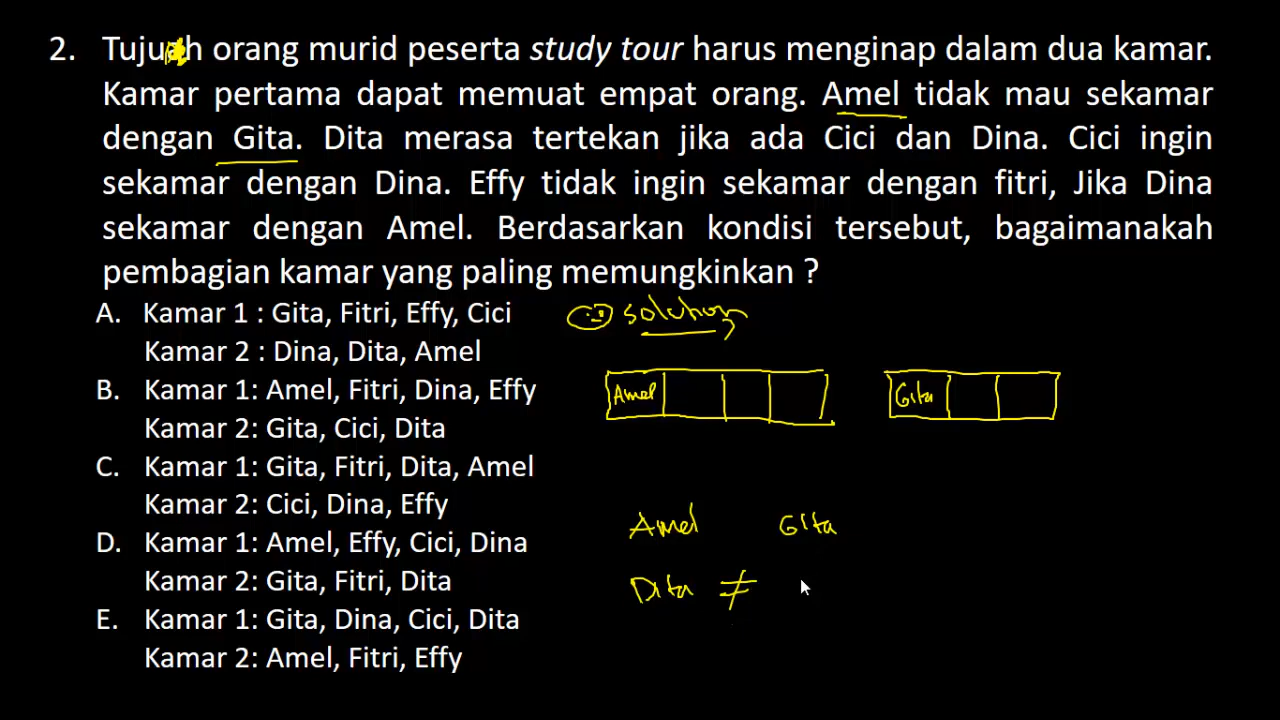 2. Tujuah orang murid peserta study tour harus menginap dalam dua kamar.
Kamar pertama dapat memuat empat orang. Amel tidak mau sekamar
dengan Gita. Dita merasa tertekan jika ada Cici dan Dina. Cici ingin
sekamar dengan Dina. Effy tidak ingin sekamar dengan fitri, Jika Dina
sekamar dengan Amel. Berdasarkan kondisi tersebut, bagaimanakah
pembagian kamar yang paling memungkinkan ?
A. Kamar 1 : Gita, Fitri, Effy, Cici
Kamar 2 : Dina, Dita, Amel
B. Kamar 1: Amel, Fitri, Dina, Effy
Kamar 2: Gita, Cici, Dita
C. Kamar 1: Gita, Fitri, Dita, Amel
Kamar 2: Cici, Dina, Effy
D. Kamar 1: Amel, Effy, Cici, Dina
Kamar 2: Gita, Fitri, Dita
E. Kamar 1: Gita, Dina, Cici, Dita
Kamar 2: Amel, Fitri, Effy
solution
Amel Gita
Amel Gita
Dita ≠